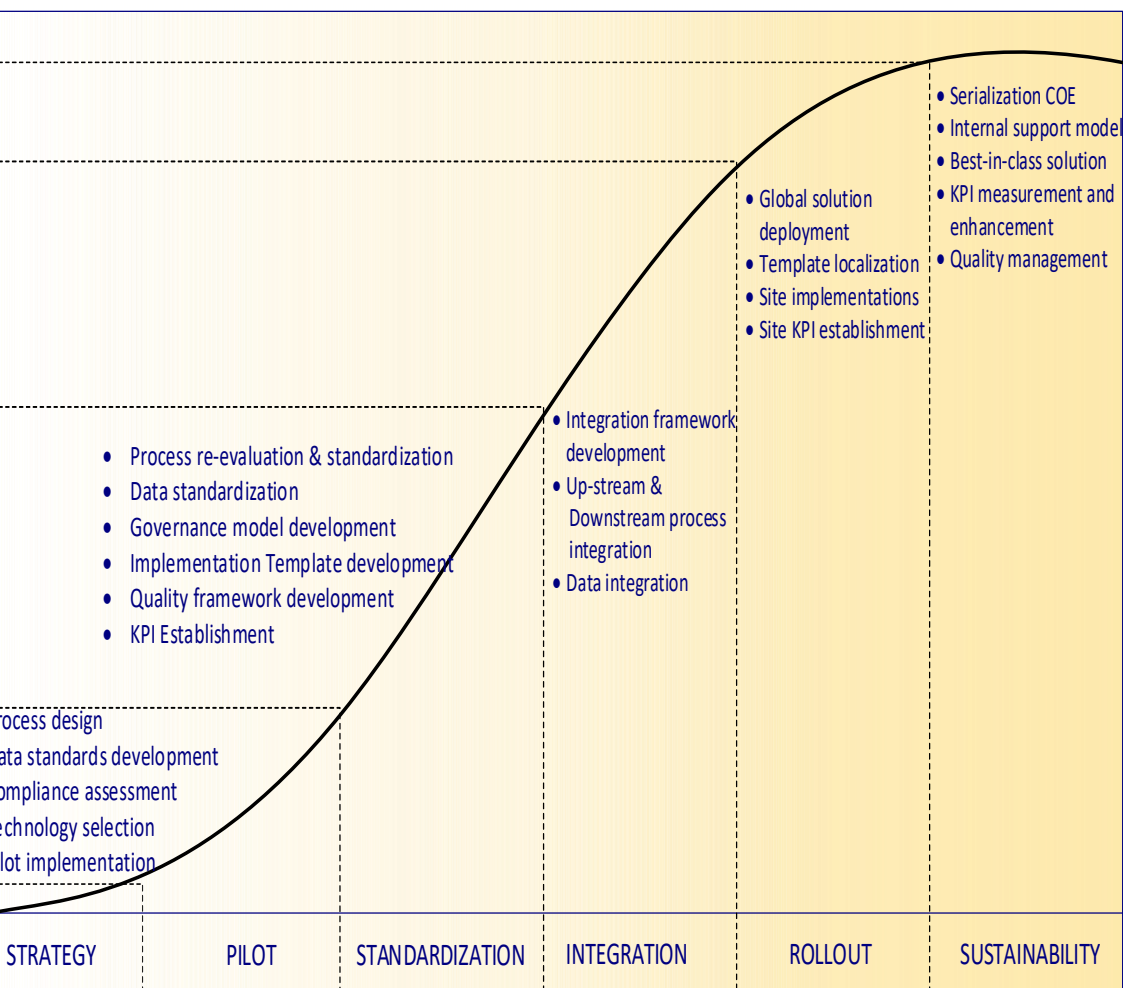 • Serialization COE
• Internal support model
• Best-in-class solution
• KPI measurement and
enhancement
• Quality management
• Global solution
deployment
• Template localization
• Site implementations
• Site KPI establishment
• Integration framework
development
• Up-stream &
Downstream process
integration
• Data integration
• Process re-evaluation & standardization
• Data standardization
• Governance model development
• Implementation Template development
• Quality framework development
• KPI Establishment
rocess design
ata standards development
ompliance assessment
echnology selection
lot implementation
STRATEGY PILOT STANDARDIZATION INTEGRATION ROLLOUT SUSTAINABILITY